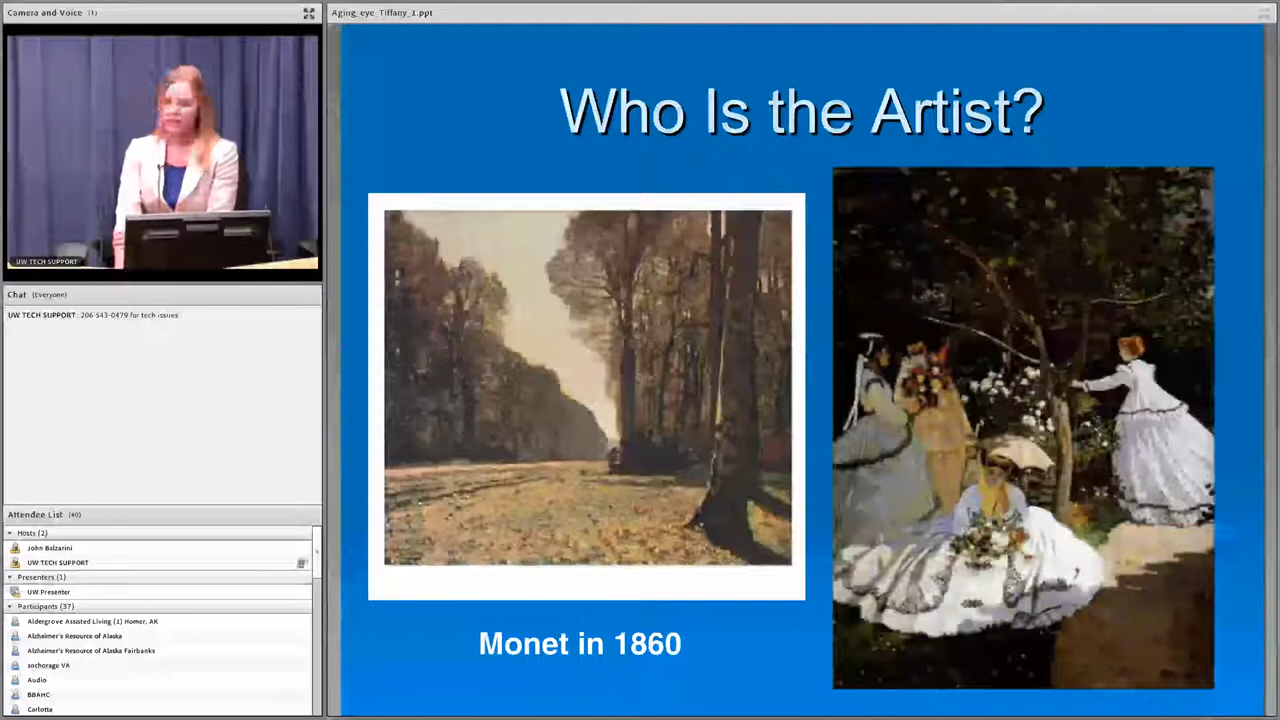 Camera and Voice (1)
UW TECH SUPPORT
Chat (Everyone)
UW TECH SUPPORT: 206-543-0479 for tech issues
Attendee List (40)
Hosts (2)
John Balzarini
UW TECH SUPPORT
Presenters (1)
UW Presenter
Participants (37)
Aldergrove Assisted Living (1) Homer, AK
Alzheimer's Resource of Alaska
Alzheimer's Resource of Alaska Fairbanks
anchorage VA
Audio
BBAHC
Carlotta
Aging_eye_Tiffany_1.ppt
Who Is the Artist?
Monet in 1860